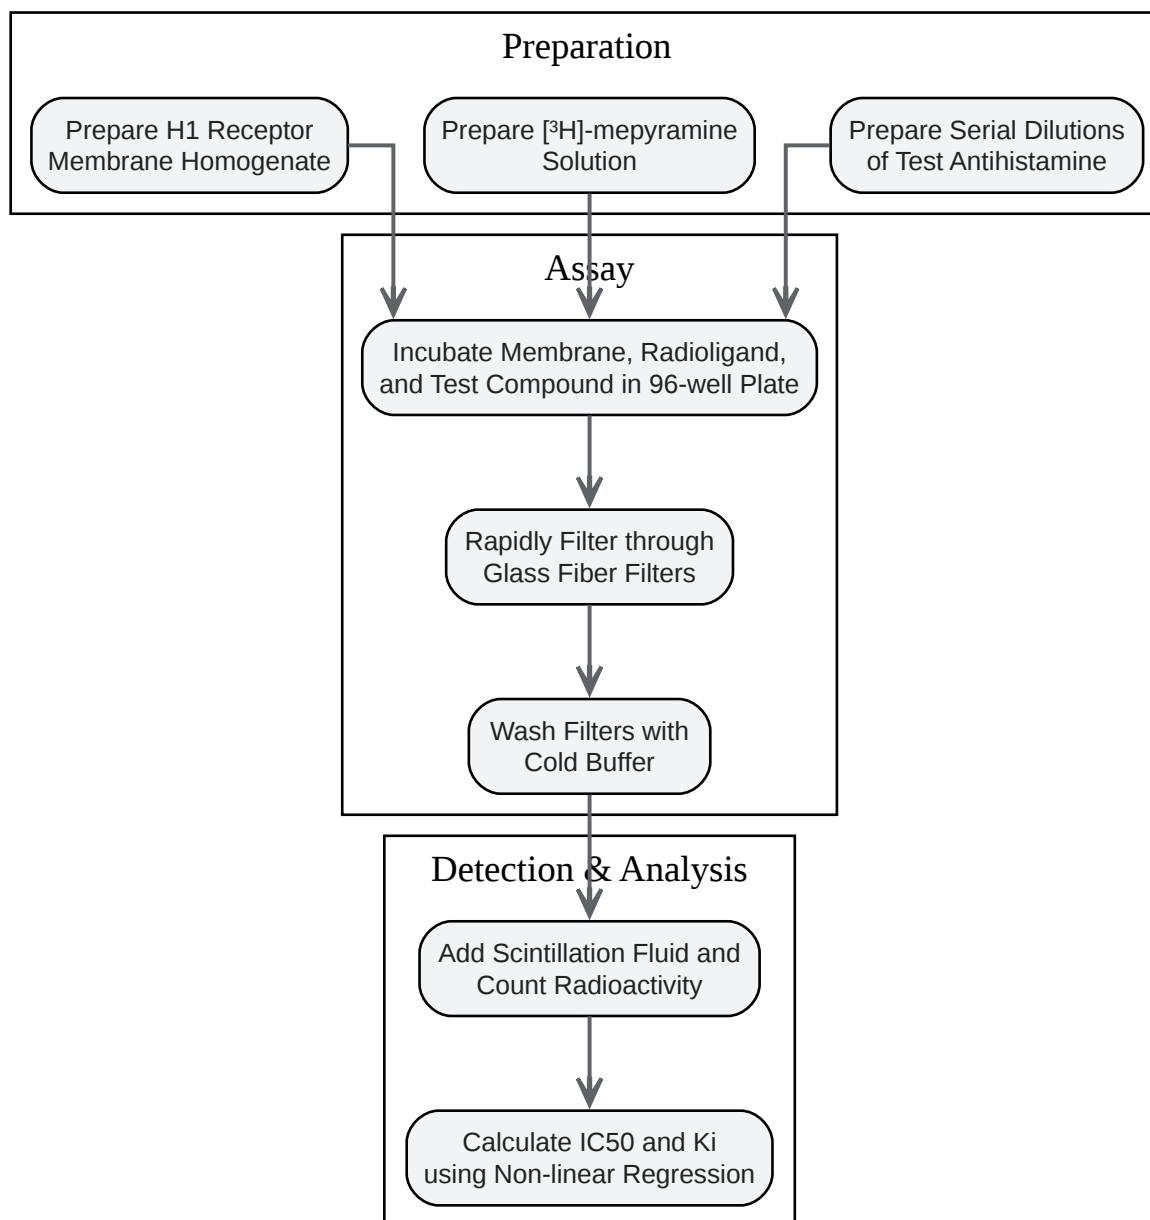 Preparation
Prepare H1 Receptor
Membrane Homogenate
Prepare [³H]-mepyramine
Solution
Prepare Serial Dilutions
of Test Antihistamine
Assay
Incubate Membrane, Radioligand,
and Test Compound in 96-well Plate
Rapidly Filter through
Glass Fiber Filters
Wash Filters with
Cold Buffer
Detection & Analysis
Add Scintillation Fluid and
Count Radioactivity
Calculate IC50 and Ki
using Non-linear Regression